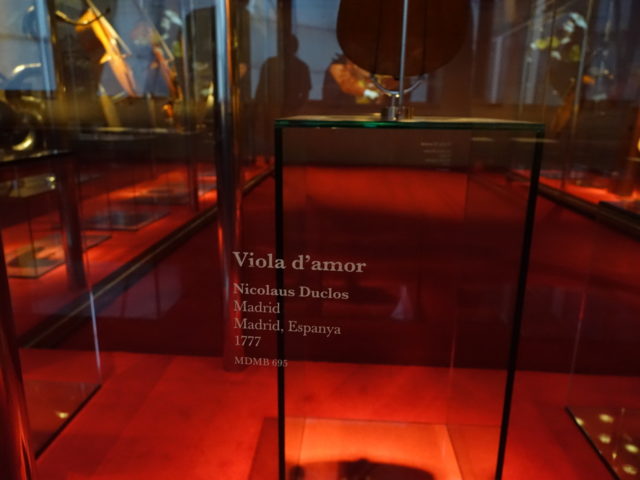 Viola d'amor
Nicolaus Duclos
Madrid
Madrid, Espanya
1777
MDMB 695